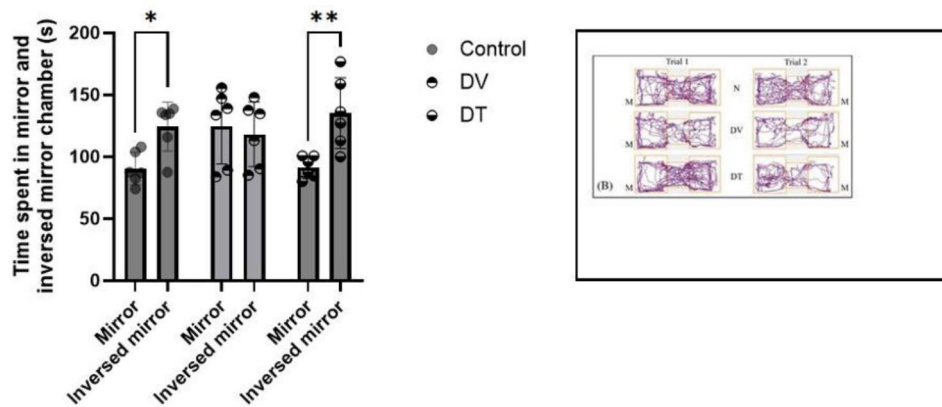 Time spent in mirror and
inversed mirror chamber (s)
200
150
100
50
0
*
**
Mirror
Inversed mirror
Mirror
Inversed mirror
Mirror
Inversed mirror
Control
DV
DT
Trial 1
Trial 2
M
N
M
M
DV
M
M
DT
M
(B)